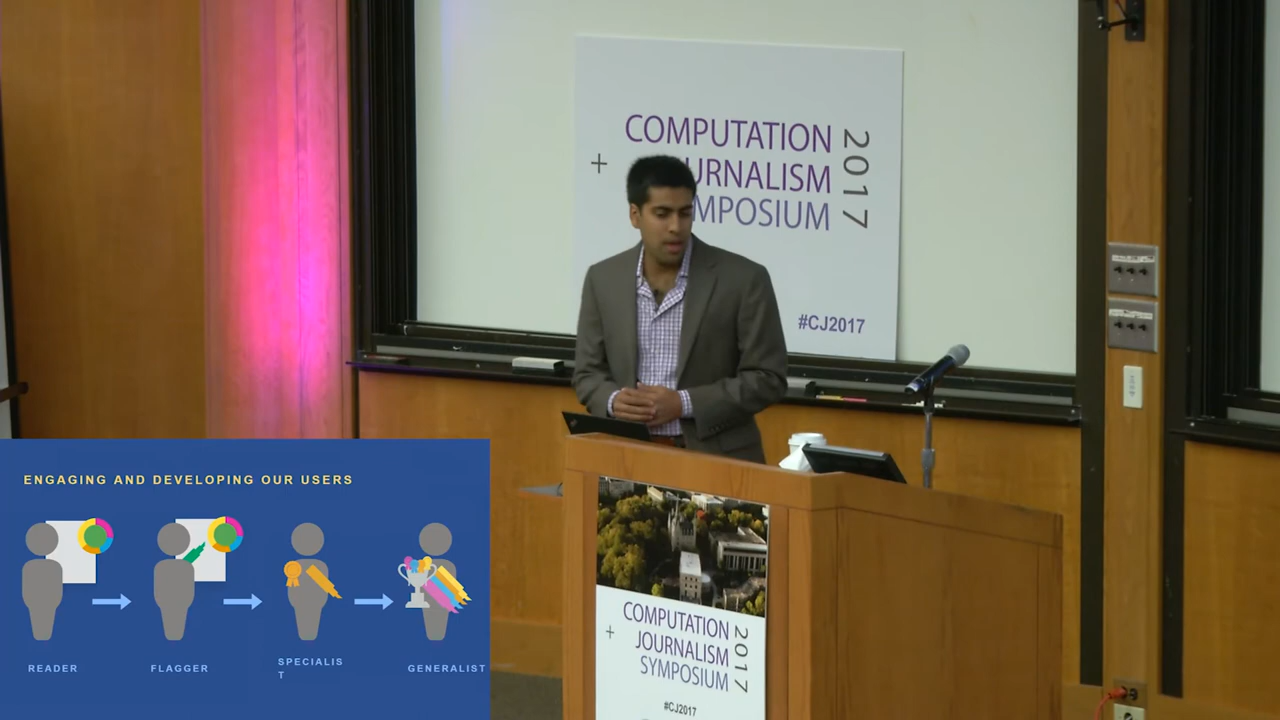 COMPUTATION
+ JOURNALISM
SYMPOSIUM
2017
#CJ2017
ENGAGING AND DEVELOPING OUR USERS
READER
FLAGGER
SPECIALIS
T
GENERALIST
COMPUTATION
+ JOURNALISM
SYMPOSIUM
2017
#CJ2017